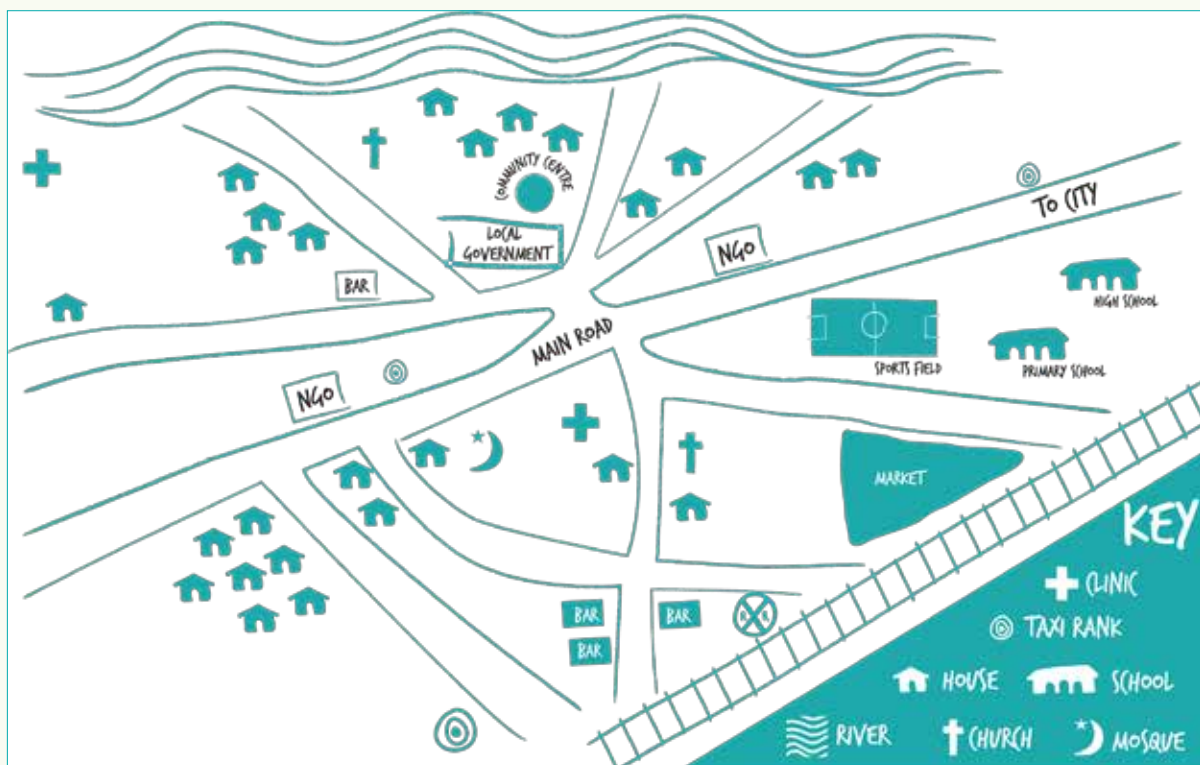 COMMUNITY CENTRE
LOCAL
GOVERNMENT
BAR
NGO
TO CITY
HIGH SCHOOL
MAIN ROAD
SPORTS FIELD
PRIMARY SCHOOL
NGO
MARKET
BAR
BAR
BAR
R R
KEY
CLINIC
TAXI RANK
HOUSE
SCHOOL
RIVER
CHURCH
MOSQUE